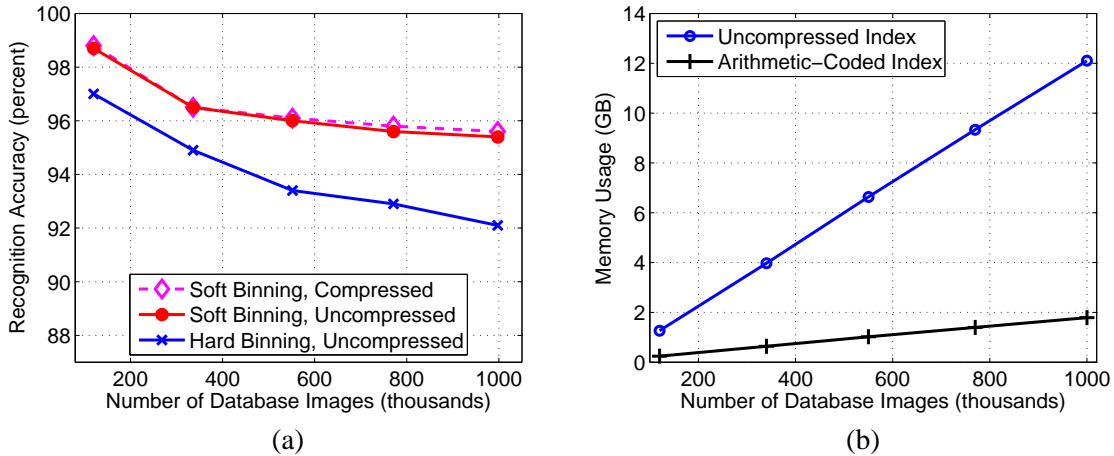 100
98
96
94
92
90
88
Recognition Accuracy (percent)
Soft Binning, Compressed
Soft Binning, Uncompressed
Hard Binning, Uncompressed
200 400 600 800 1000
Number of Database Images (thousands)
(a)
14
12
10
8
6
4
2
0
Memory Usage (GB)
Uncompressed Index
Arithmetic−Coded Index
200 400 600 800 1000
Number of Database Images (thousands)
(b)